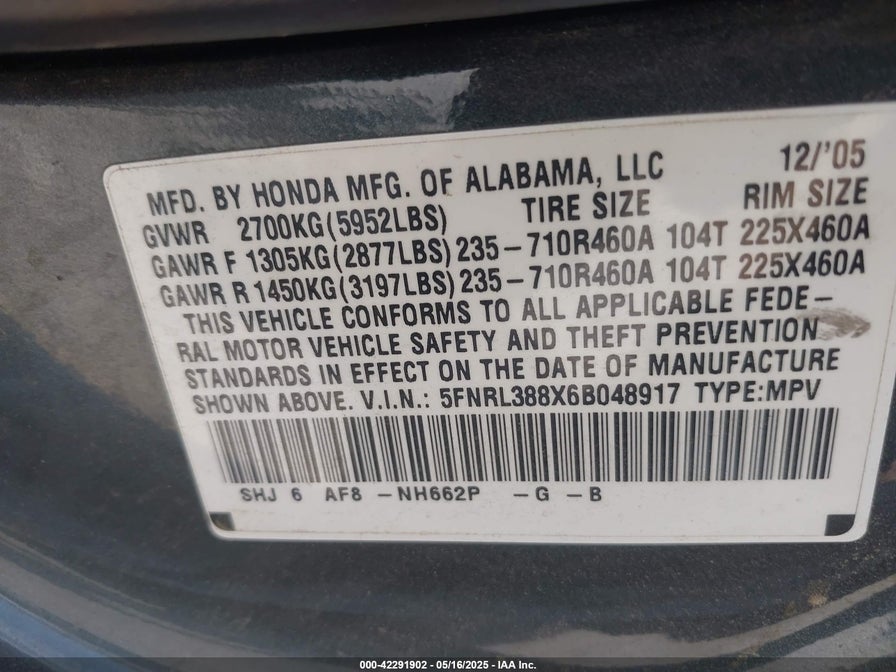 MFD. BY HONDA MFG. OF ALABAMA, LLC 12/'05
GVWR 2700KG(5952LBS) TIRE SIZE RIM SIZE
GAWR F 1305KG(2877LBS) 235-710R460A 104T 225X460A
GAWR R 1450KG(3197LBS) 235-710R460A 104T 225X460A
THIS VEHICLE CONFORMS TO ALL APPLICABLE FEDE-
RAL MOTOR VEHICLE SAFETY AND THEFT PREVENTION
STANDARDS IN EFFECT ON THE DATE OF MANUFACTURE
SHOWN ABOVE. V.I.N.: 5FNRL388X6B048917 TYPE:MPV
SHJ 6 AF8 -NH662P -G -B
000-42291902 - 05/16/2025 - IAA Inc.